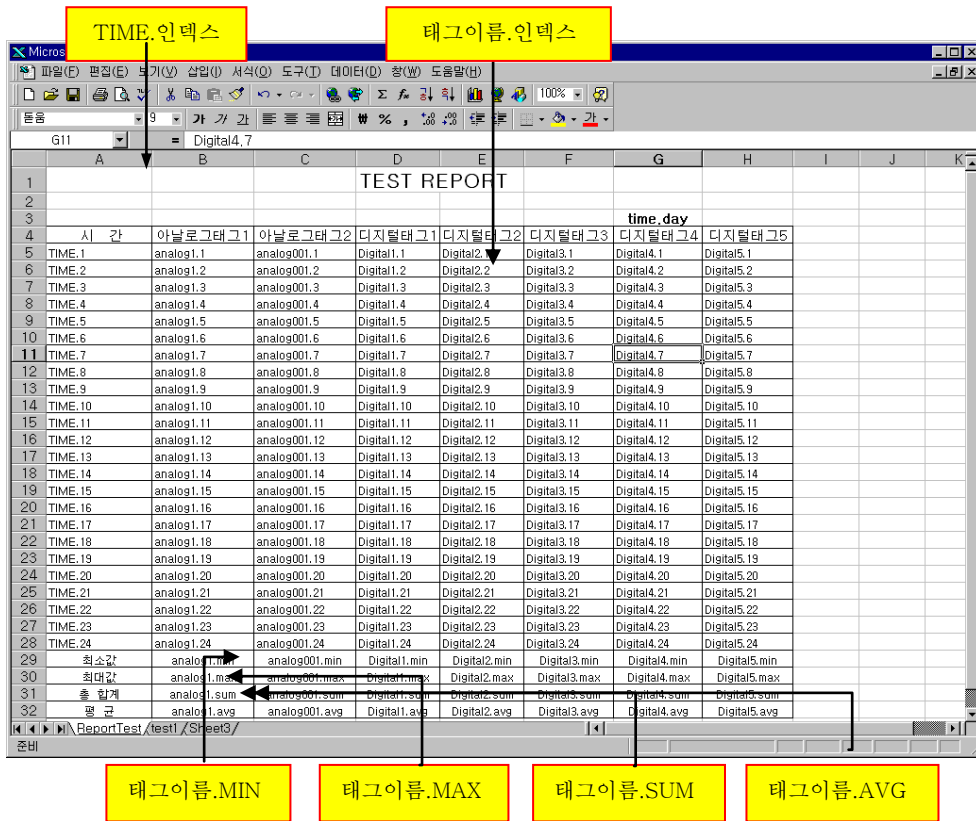 TIME.인덱스
태그이름.인덱스
파일(F) 편집(E) 보기(V) 삽입(I) 서식(O) 도구(T) 데이터(D) 창(W) 도움말(H)
100%
돋움 9 가 가 가
G11 = Digital4.7
A B C D E F G H I J K
1 TEST REPORT
2
3 time.day
4 시 간 아날로그태그1 아날로그태그2 디지털태그1 디지털태그2 디지털태그3 디지털태그4 디지털태그5
5 TIME.1 analog1.1 analog001.1 Digital1.1 Digital2.1 Digital3.1 Digital4.1 Digital5.1
6 TIME.2 analog1.2 analog001.2 Digital1.2 Digital2.2 Digital3.2 Digital4.2 Digital5.2
7 TIME.3 analog1.3 analog001.3 Digital1.3 Digital2.3 Digital3.3 Digital4.3 Digital5.3
8 TIME.4 analog1.4 analog001.4 Digital1.4 Digital2.4 Digital3.4 Digital4.4 Digital5.4
9 TIME.5 analog1.5 analog001.5 Digital1.5 Digital2.5 Digital3.5 Digital4.5 Digital5.5
10 TIME.6 analog1.6 analog001.6 Digital1.6 Digital2.6 Digital3.6 Digital4.6 Digital5.6
11 TIME.7 analog1.7 analog001.7 Digital1.7 Digital2.7 Digital3.7 Digital4.7 Digital5.7
12 TIME.8 analog1.8 analog001.8 Digital1.8 Digital2.8 Digital3.8 Digital4.8 Digital5.8
13 TIME.9 analog1.9 analog001.9 Digital1.9 Digital2.9 Digital3.9 Digital4.9 Digital5.9
14 TIME.10 analog1.10 analog001.10 Digital1.10 Digital2.10 Digital3.10 Digital4.10 Digital5.10
15 TIME.11 analog1.11 analog001.11 Digital1.11 Digital2.11 Digital3.11 Digital4.11 Digital5.11
16 TIME.12 analog1.12 analog001.12 Digital1.12 Digital2.12 Digital3.12 Digital4.12 Digital5.12
17 TIME.13 analog1.13 analog001.13 Digital1.13 Digital2.13 Digital3.13 Digital4.13 Digital5.13
18 TIME.14 analog1.14 analog001.14 Digital1.14 Digital2.14 Digital3.14 Digital4.14 Digital5.14
19 TIME.15 analog1.15 analog001.15 Digital1.15 Digital2.15 Digital3.15 Digital4.15 Digital5.15
20 TIME.16 analog1.16 analog001.16 Digital1.16 Digital2.16 Digital3.16 Digital4.16 Digital5.16
21 TIME.17 analog1.17 analog001.17 Digital1.17 Digital2.17 Digital3.17 Digital4.17 Digital5.17
22 TIME.18 analog1.18 analog001.18 Digital1.18 Digital2.18 Digital3.18 Digital4.18 Digital5.18
23 TIME.19 analog1.19 analog001.19 Digital1.19 Digital2.19 Digital3.19 Digital4.19 Digital5.19
24 TIME.20 analog1.20 analog001.20 Digital1.20 Digital2.20 Digital3.20 Digital4.20 Digital5.20
25 TIME.21 analog1.21 analog001.21 Digital1.21 Digital2.21 Digital3.21 Digital4.21 Digital5.21
26 TIME.22 analog1.22 analog001.22 Digital1.22 Digital2.22 Digital3.22 Digital4.22 Digital5.22
27 TIME.23 analog1.23 analog001.23 Digital1.23 Digital2.23 Digital3.23 Digital4.23 Digital5.23
28 TIME.24 analog1.24 analog001.24 Digital1.24 Digital2.24 Digital3.24 Digital4.24 Digital5.24
29 최소값 analog1.min analog001.min Digital1.min Digital2.min Digital3.min Digital4.min Digital5.min
30 최대값 analog1.max analog001.max Digital1.max Digital2.max Digital3.max Digital4.max Digital5.max
31 총 합계 analog1.sum analog001.sum Digital1.sum Digital2.sum Digital3.sum Digital4.sum Digital5.sum
32 평 균 analog1.avg analog001.avg Digital1.avg Digital2.avg Digital3.avg Digital4.avg Digital5.avg
ReportTest test1 Sheet3
준비
태그이름.MIN
태그이름.MAX
태그이름.SUM
태그이름.AVG